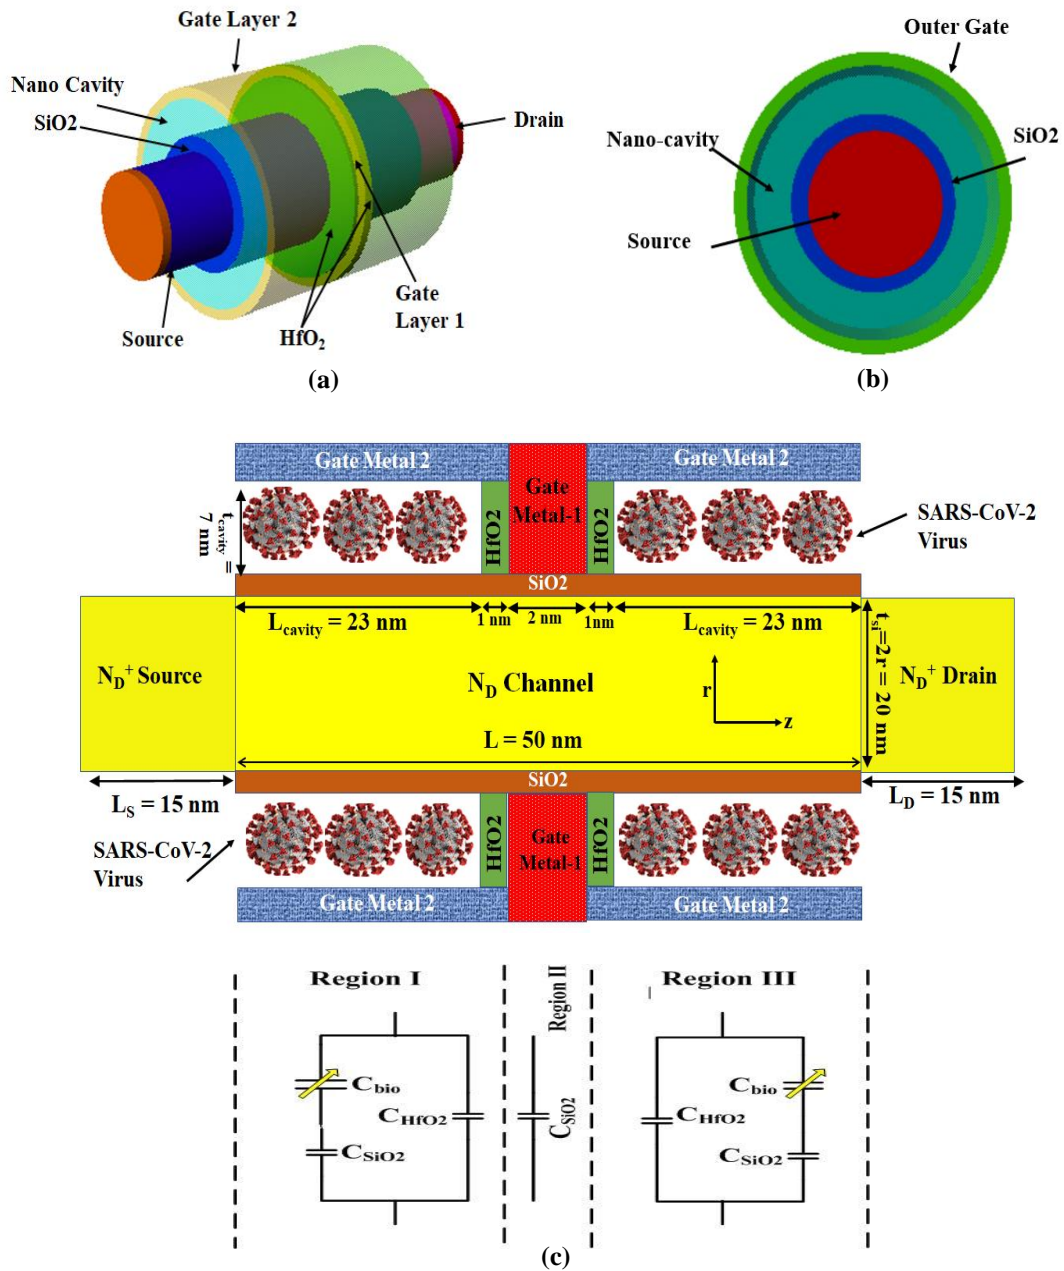 Gate Layer 2
Nano Cavity
SiO2
Drain
Source
HfO₂
Gate
Layer 1
(a)
Outer Gate
Nano-cavity
SiO2
Source
(b)
Gate Metal 2
Gate Metal 2
Gate
Metal-1
HfO2
HfO2
t_cavity =
7 nm
SARS-CoV-2
Virus
SiO2
L_cavity = 23 nm
1 nm
2 nm
1nm
L_cavity = 23 nm
N_D⁺ Source
N_D Channel
r
z
t_si=2r = 20 nm
N_D⁺ Drain
L = 50 nm
SiO2
L_S = 15 nm
L_D = 15 nm
SARS-CoV-2
Virus
HfO2
Gate
Metal-1
HfO2
Gate Metal 2
Gate Metal 2
Region I
Region II
Region III
C_bio
C_HfO2
C_SiO2
C_SiO2
C_bio
C_HfO2
C_SiO2
(c)